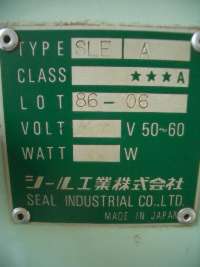 TYPE SLE A
CLASS ★★★A
LOT 86-06
VOLT V 50~60
WATT W
シール工業株式会社
SEAL INDUSTRIAL CO.,LTD.
MADE IN JAPAN